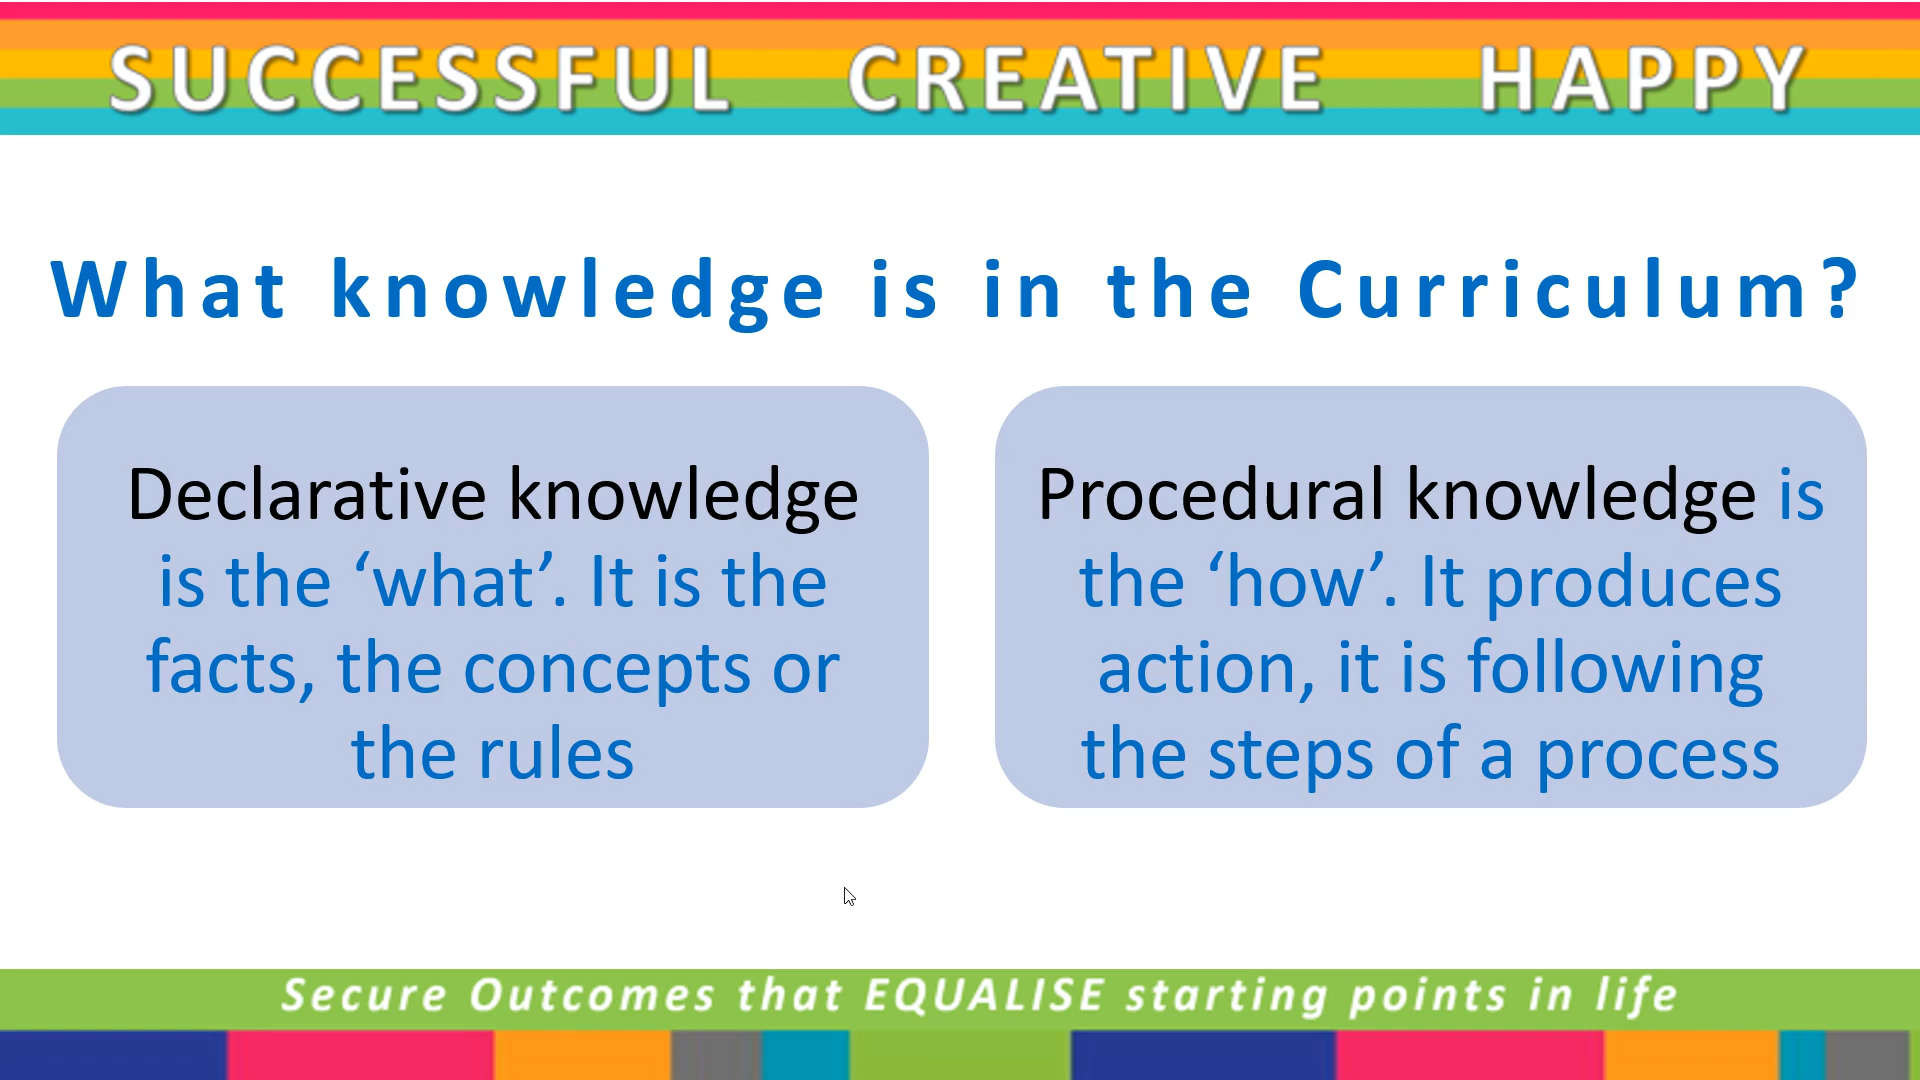 SUCCESSFUL CREATIVE HAPPY
What knowledge is in the Curriculum?
Declarative knowledge
is the ‘what’. It is the
facts, the concepts or
the rules
Procedural knowledge is
the ‘how’. It produces
action, it is following
the steps of a process
Secure Outcomes that EQUALISE starting points in life